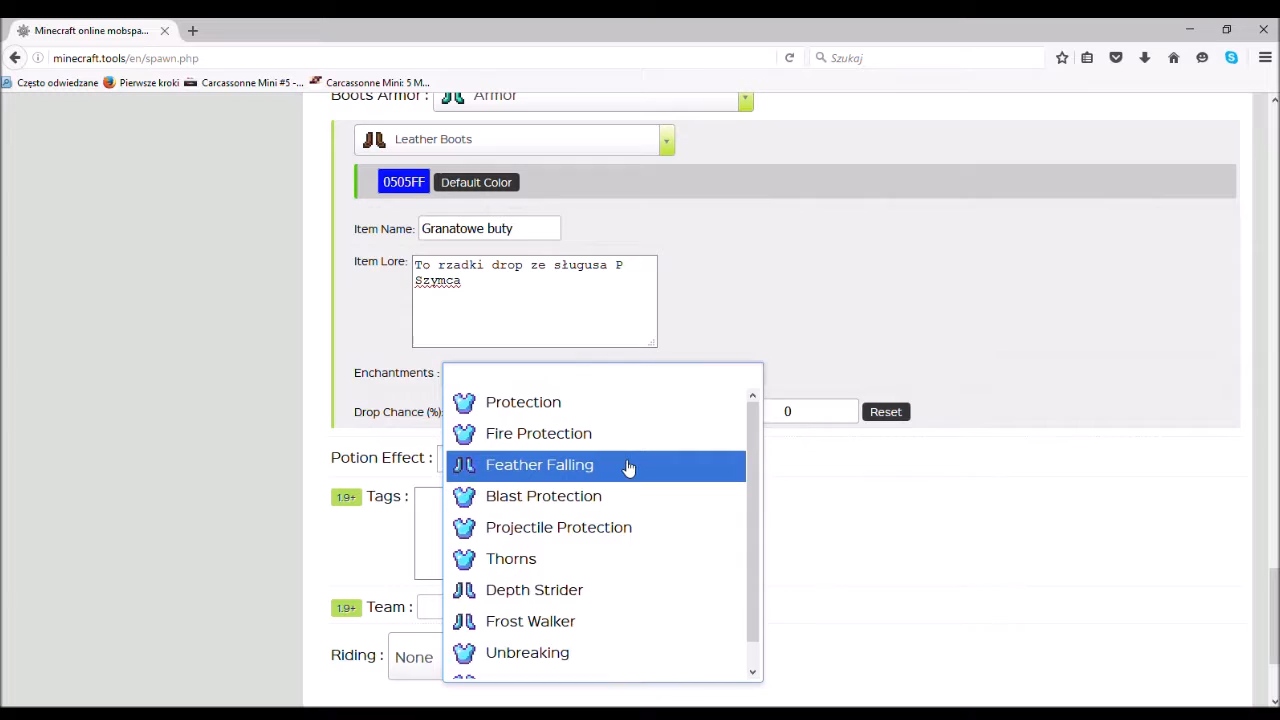 Minecraft online mobspa...
minecraft.tools/en/spawn.php
Szukaj
Często odwiedzane
Pierwsze kroki
Carcassonne Mini #5 -...
Carcassonne Mini: 5 M...
Boots Armor :
Armor
Leather Boots
0505FF
Default Color
Item Name:
Granatowe buty
Item Lore:
To rzadki drop ze sługusa P
Szymca
Enchantments :
Protection
Fire Protection
Feather Falling
Blast Protection
Projectile Protection
Thorns
Depth Strider
Frost Walker
Unbreaking
Drop Chance (%):
0
Reset
Potion Effect :
1.9+
Tags :
1.9+
Team :
Riding :
None